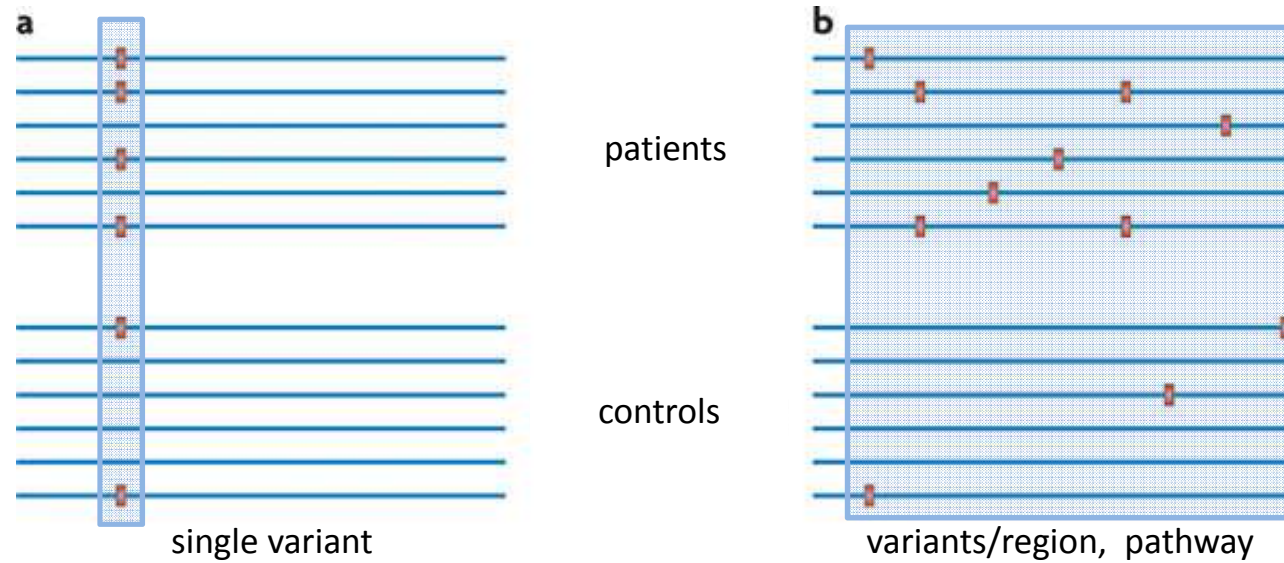 a
b
patients
controls
single variant
variants/region, pathway